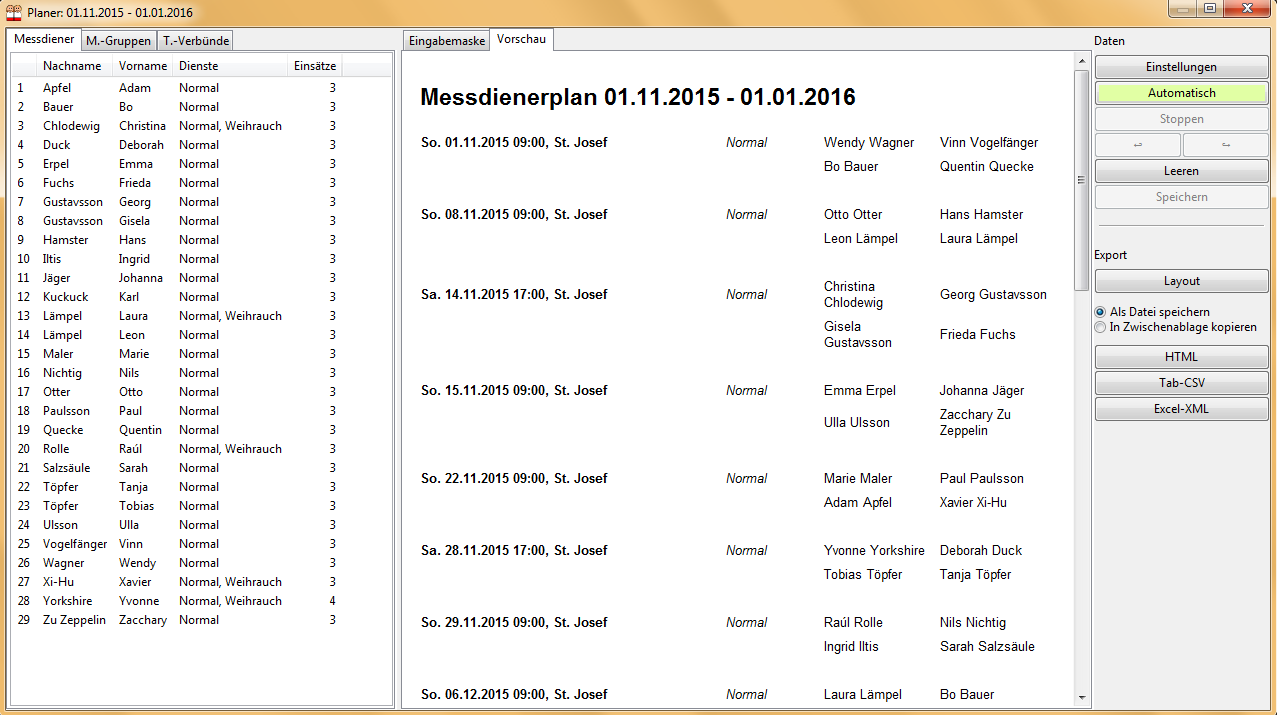 Planer: 01.11.2015 - 01.01.2016
Messdiener M.-Gruppen T.-Verbünde
Nachname Vorname Dienste Einsätze
1 Apfel Adam Normal 3
2 Bauer Bo Normal 3
3 Chlodewig Christina Normal, Weihrauch 3
4 Duck Deborah Normal 3
5 Erpel Emma Normal 3
6 Fuchs Frieda Normal 3
7 Gustavsson Georg Normal 3
8 Gustavsson Gisela Normal 3
9 Hamster Hans Normal 3
10 Iltis Ingrid Normal 3
11 Jäger Johanna Normal 3
12 Kuckuck Karl Normal 3
13 Lämpel Laura Normal, Weihrauch 3
14 Lämpel Leon Normal 3
15 Maler Marie Normal 3
16 Nichtig Nils Normal 3
17 Otter Otto Normal 3
18 Paulsson Paul Normal 3
19 Quecke Quentin Normal 3
20 Rolle Raúl Normal, Weihrauch 3
21 Salzsäule Sarah Normal 3
22 Töpfer Tanja Normal 3
23 Töpfer Tobias Normal 3
24 Ulsson Ulla Normal 3
25 Vogelfänger Vinn Normal 3
26 Wagner Wendy Normal 3
27 Xi-Hu Xavier Normal, Weihrauch 3
28 Yorkshire Yvonne Normal, Weihrauch 4
29 Zu Zeppelin Zacchary Normal 3
Eingabemaske Vorschau
Messdienerplan 01.11.2015 - 01.01.2016
So. 01.11.2015 09:00, St. Josef Normal Wendy Wagner Vinn Vogelfänger
Bo Bauer Quentin Quecke
So. 08.11.2015 09:00, St. Josef Normal Otto Otter Hans Hamster
Leon Lämpel Laura Lämpel
Sa. 14.11.2015 17:00, St. Josef Normal Christina Chlodewig Georg Gustavsson
Gisela Gustavsson Frieda Fuchs
So. 15.11.2015 09:00, St. Josef Normal Emma Erpel Johanna Jäger
Ulla Ulsson Zacchary Zu Zeppelin
So. 22.11.2015 09:00, St. Josef Normal Marie Maler Paul Paulsson
Adam Apfel Xavier Xi-Hu
Sa. 28.11.2015 17:00, St. Josef Normal Yvonne Yorkshire Deborah Duck
Tobias Töpfer Tanja Töpfer
So. 29.11.2015 09:00, St. Josef Normal Raúl Rolle Nils Nichtig
Ingrid Iltis Sarah Salzsäule
So. 06.12.2015 09:00, St. Josef Normal Laura Lämpel Bo Bauer
Daten
Einstellungen
Automatisch
Stoppen
Leeren
Speichern
Export
Layout
Als Datei speichern
In Zwischenablage kopieren
HTML
Tab-CSV
Excel-XML